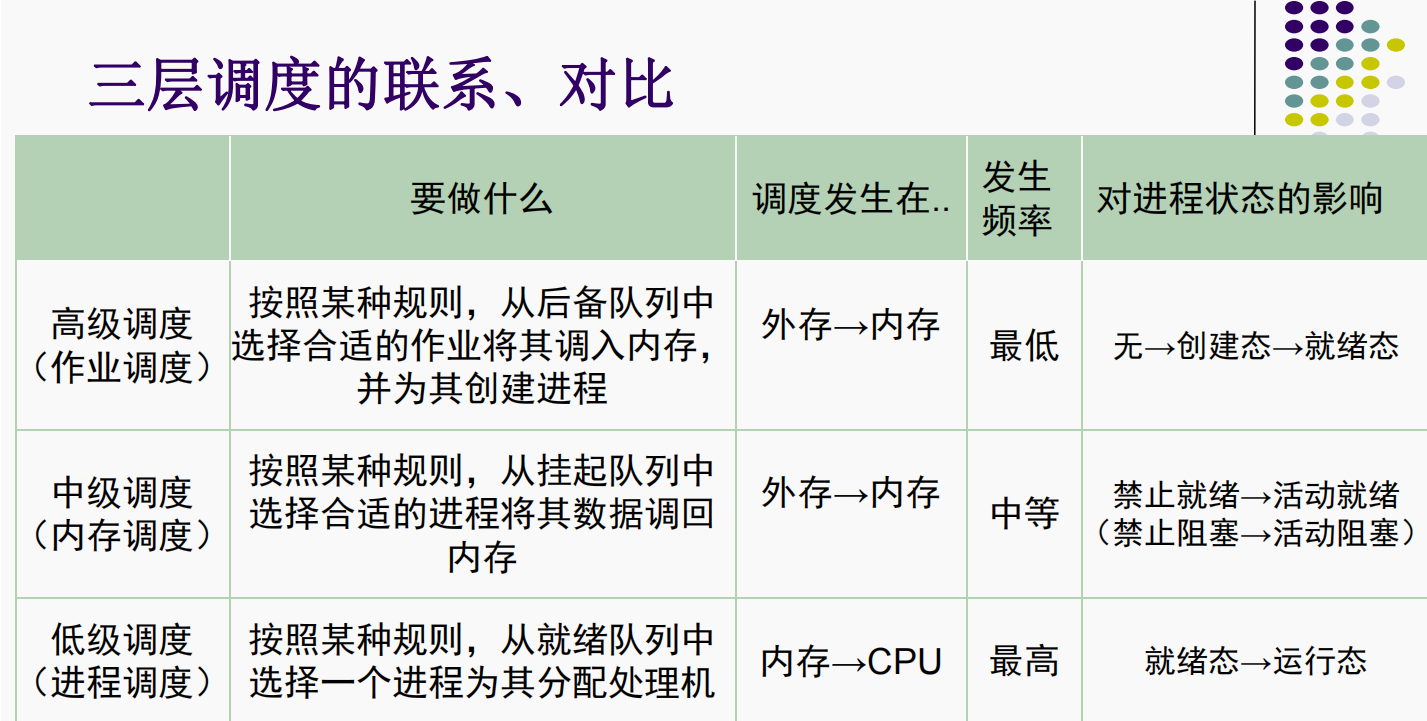 三层调度的联系、对比
要做什么
调度发生在..
发生
频率
对进程状态的影响
高级调度
（作业调度）
按照某种规则，从后备队列中
选择合适的作业将其调入内存，
并为其创建进程
外存→内存
最低
无→创建态→就绪态
中级调度
（内存调度）
按照某种规则，从挂起队列中
选择合适的进程将其数据调回
内存
外存→内存
中等
禁止就绪→活动就绪
（禁止阻塞→活动阻塞）
低级调度
（进程调度）
按照某种规则，从就绪队列中
选择一个进程为其分配处理机
内存→CPU
最高
就绪态→运行态